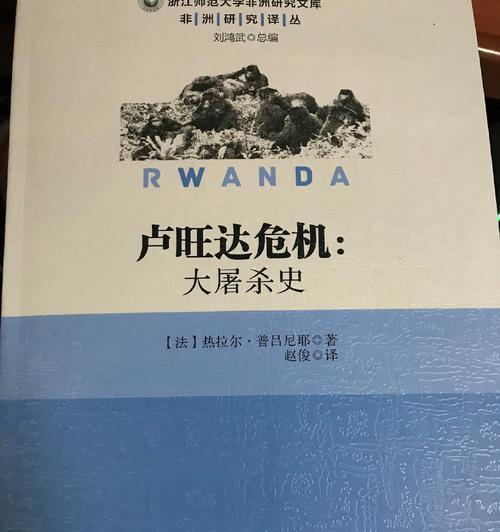 浙江师范大学非洲研究文库
非洲研究译丛
刘鸿武 总编
RWANDA
卢旺达危机：
大屠杀史
【法】热拉尔·普吕尼耶 著
赵俊 译